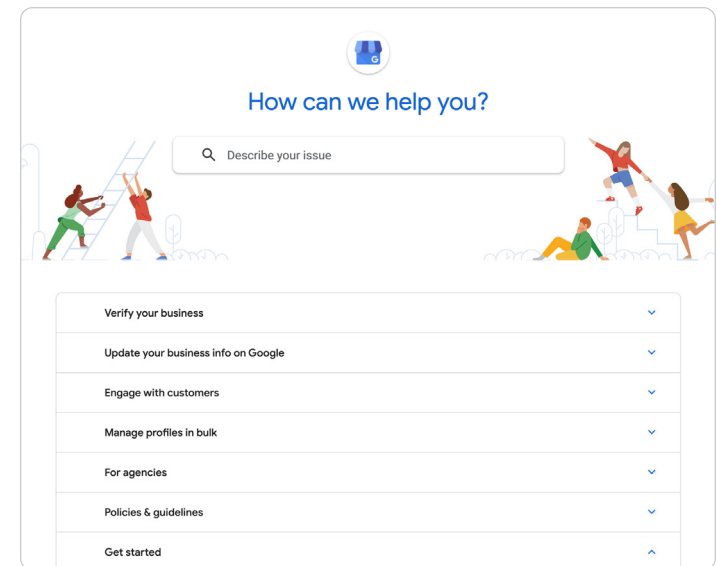 G
How can we help you?
Describe your issue
Verify your business
Update your business info on Google
Engage with customers
Manage profiles in bulk
For agencies
Policies & guidelines
Get started